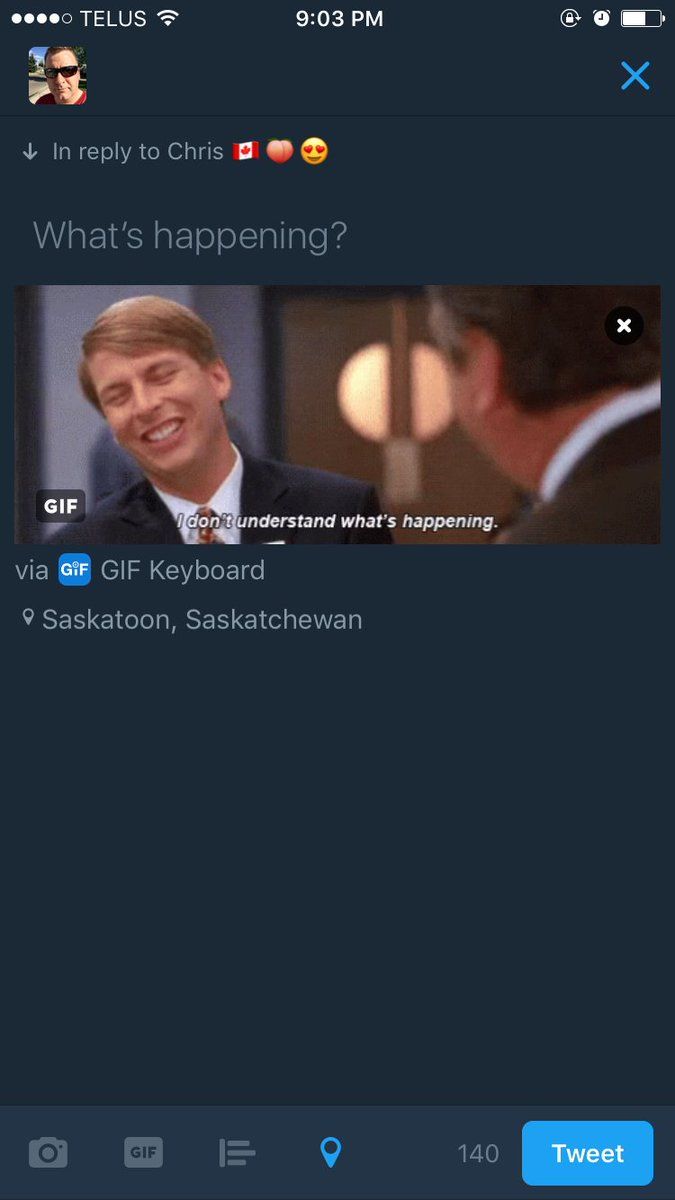 TELUS 9:03 PM
In reply to Chris 🇨🇦🍑😍
What's happening?
GIF
I don't understand what's happening.
via GIF GIF Keyboard
Saskatoon, Saskatchewan
GIF 140 Tweet